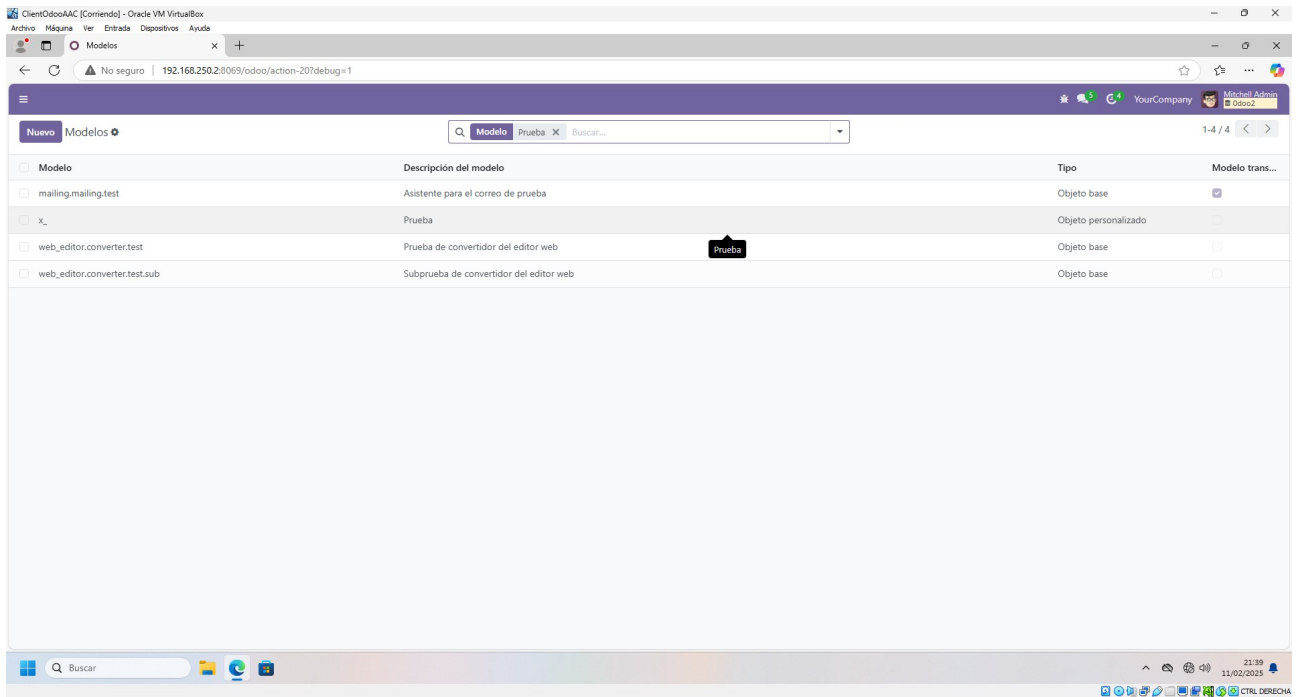 ClientOdooAAC [Corriendo] - Oracle VM VirtualBox
Archivo Máquina Ver Entrada Dispositivos Ayuda
Modelos
No seguro 192.168.250.2:8069/odoo/action-20?debug=1
5 4 YourCompany Mitchell Admin
Odoo2
Nuevo Modelos Modelo Prueba Buscar... 1-4 / 4
Modelo Descripción del modelo Tipo Modelo trans...
mailing.mailing.test Asistente para el correo de prueba Objeto base
x_ Prueba Objeto personalizado
web_editor.converter.test Prueba de convertidor del editor web Objeto base
Prueba
web_editor.converter.test.sub Subprueba de convertidor del editor web Objeto base
Buscar 21:39
11/02/2025
CTRL DERECHA